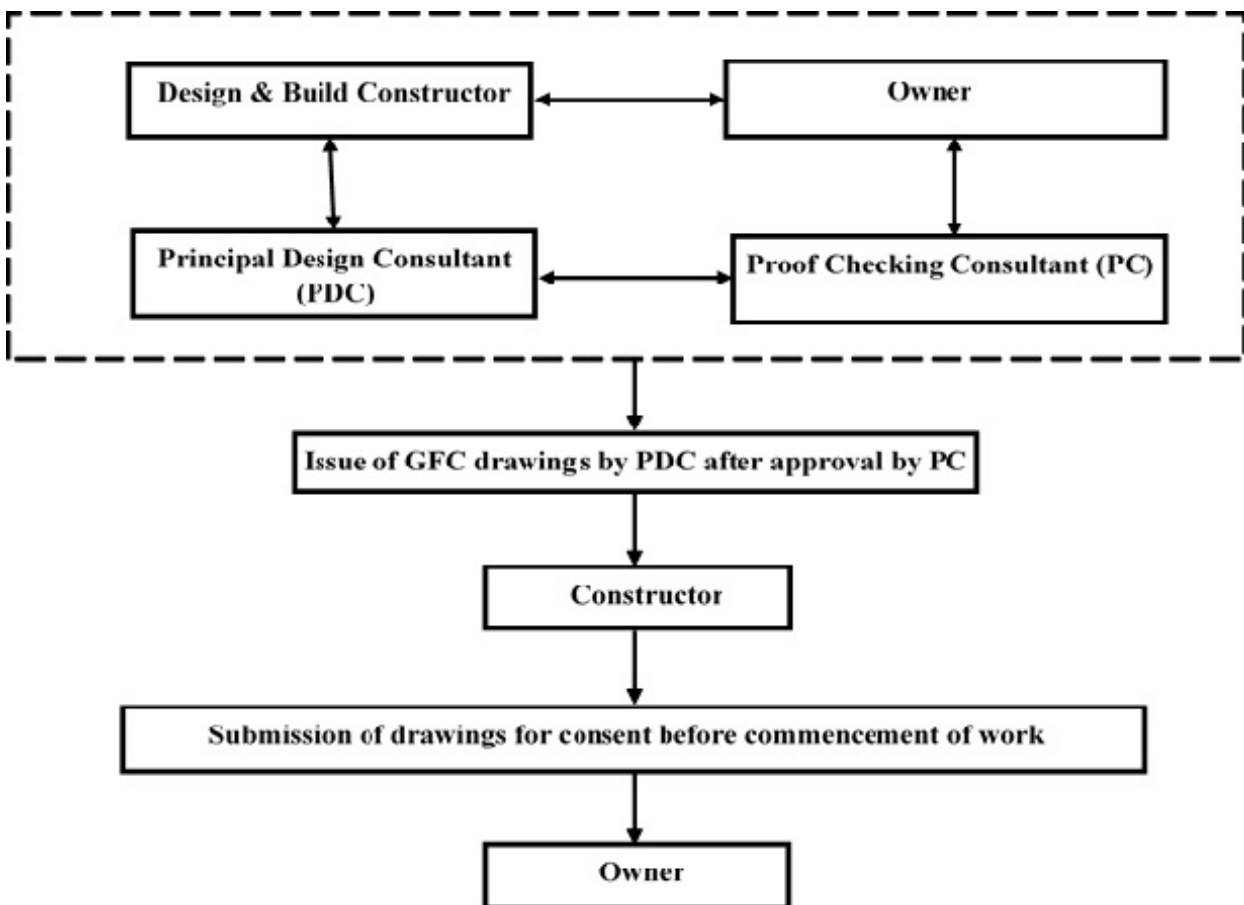 Design & Build Constructor
Owner
Principal Design Consultant
(PDC)
Proof Checking Consultant (PC)
Issue of GFC drawings by PDC after approval by PC
Constructor
Submission of drawings for consent before commencement of work
Owner